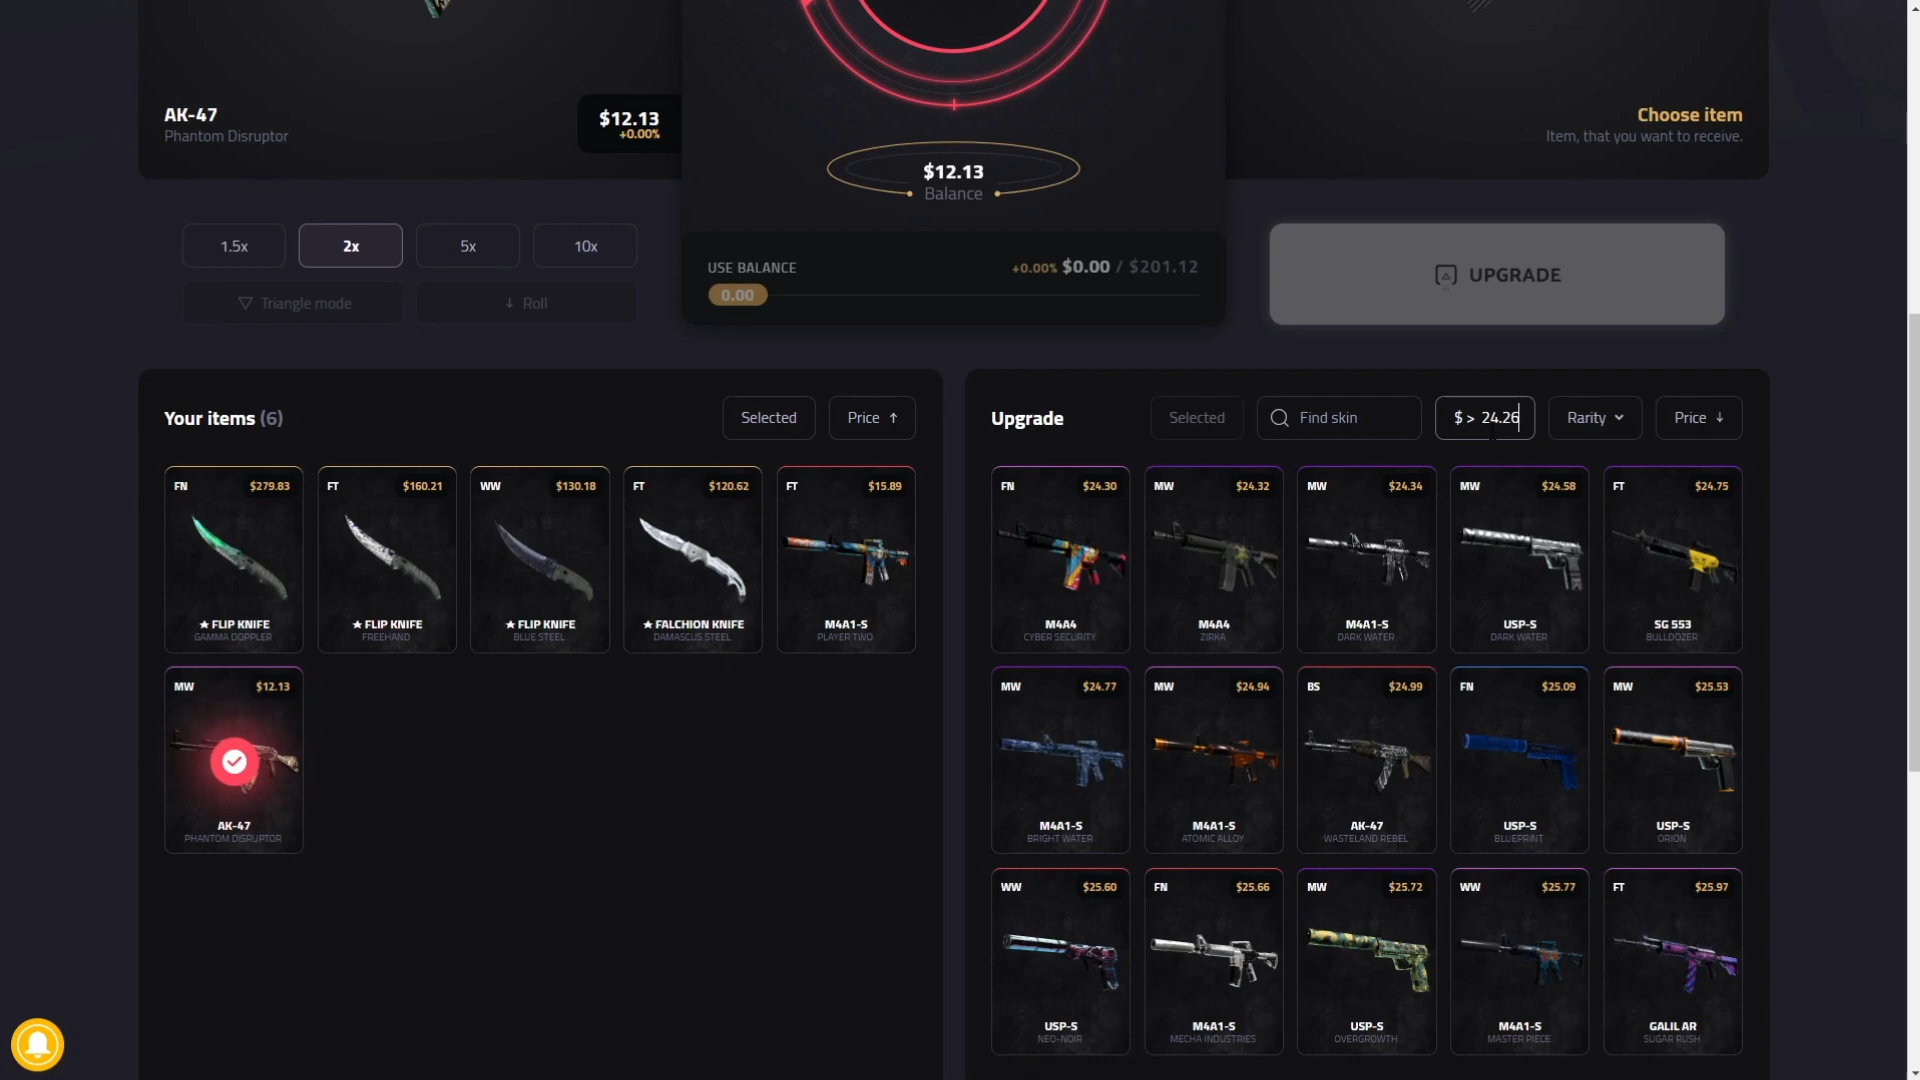 AK-47
Phantom Disruptor
$12.13
+0.00%
$12.13
Balance
Choose item
Item, that you want to receive.
1.5x 2x 5x 10x
Triangle mode Roll
USE BALANCE +0.00% $0.00 / $201.12
0.00
UPGRADE
Your items (6) Selected Price ↑
FN $279.83 FT $160.21 WW $130.18 FT $120.62 FT $15.89
★ FLIP KNIFE ★ FLIP KNIFE ★ FLIP KNIFE ★ FALCHION KNIFE M4A1-S
GAMMA DOPPLER FREEHAND BLUE STEEL DAMASCUS STEEL PLAYER TWO
MW $12.13
AK-47
PHANTOM DISRUPTOR
Upgrade Selected Find skin $ > 24.26 Rarity Price ↓
FN $24.30 MW $24.32 MW $24.34 MW $24.58 FT $24.75
M4A4 M4A4 M4A1-S USP-S SG 553
CYBER SECURITY ZIRKA DARK WATER DARK WATER BULLDOZER
MW $24.77 MW $24.94 BS $24.99 FN $25.09 MW $25.53
M4A1-S M4A1-S AK-47 USP-S USP-S
BRIGHT WATER ATOMIC ALLOY WASTELAND REBEL BLUEPRINT ORION
WW $25.60 FN $25.66 MW $25.72 WW $25.77 FT $25.97
USP-S M4A1-S USP-S M4A1-S GALIL AR
NEO-NOIR MECHA INDUSTRIES OVERGROWTH MASTER PIECE SUGAR RUSH